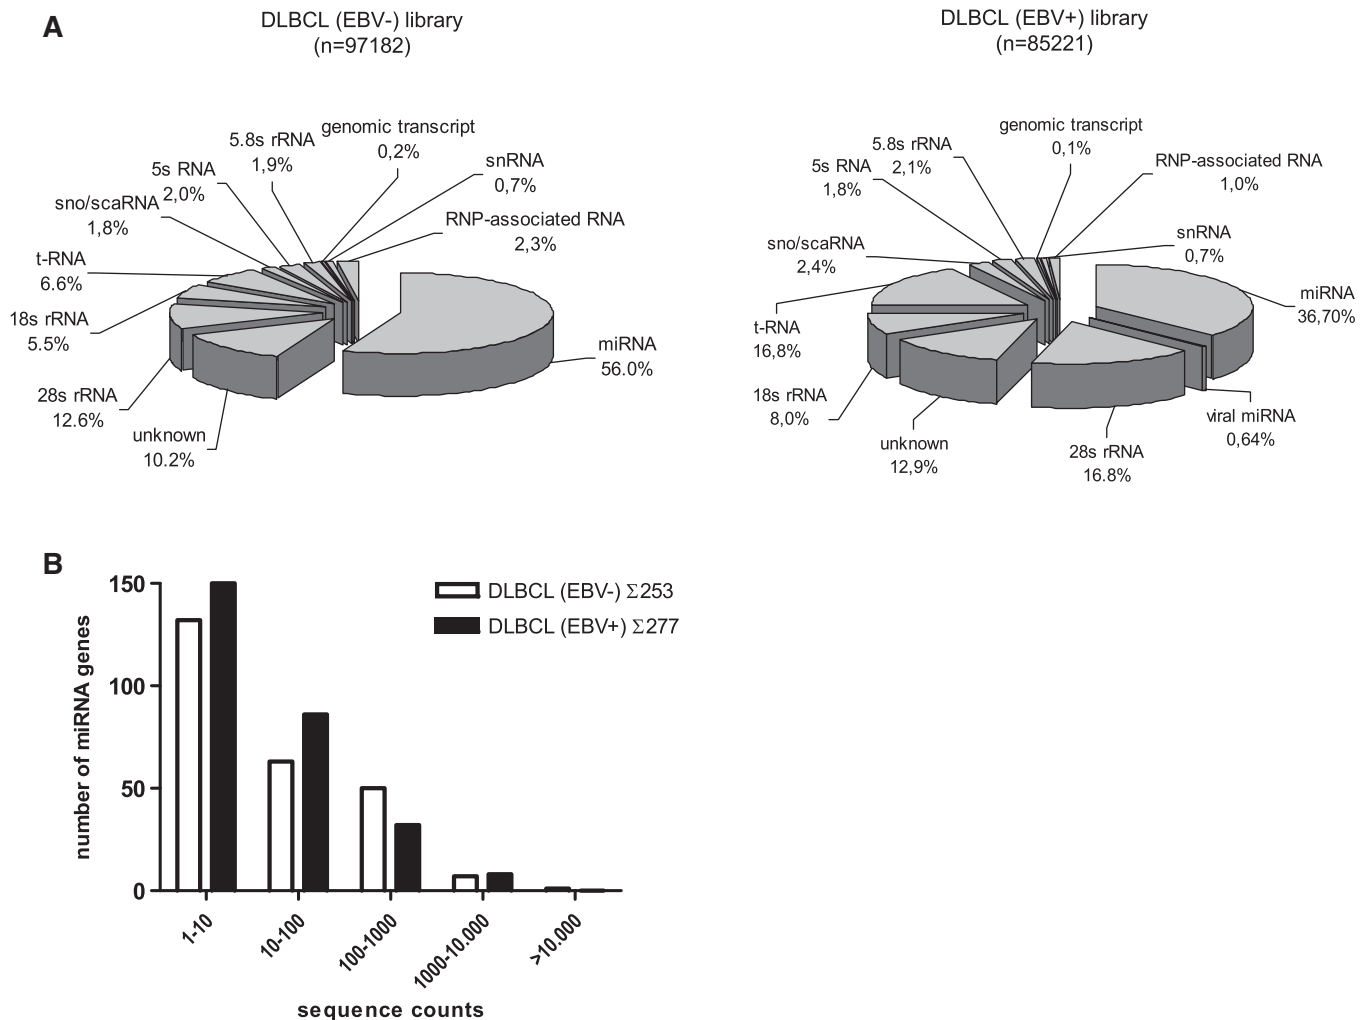 A
DLBCL (EBV-) library
(n=97182)
genomic transcript
0,2%
5.8s rRNA
1,9%
snRNA
0,7%
5s RNA
2,0%
sno/scaRNA
1,8%
RNP-associated RNA
2,3%
t-RNA
6.6%
18s rRNA
5.5%
miRNA
56.0%
28s rRNA
12.6%
unknown
10.2%
DLBCL (EBV+) library
(n=85221)
genomic transcript
0,1%
5.8s rRNA
2,1%
RNP-associated RNA
1,0%
5s RNA
1,8%
snRNA
0,7%
sno/scaRNA
2,4%
miRNA
36,70%
t-RNA
16,8%
18s rRNA
8,0%
viral miRNA
0,64%
unknown
12,9%
28s rRNA
16.8%
B
DLBCL (EBV-) Σ253
DLBCL (EBV+) Σ277
number of miRNA genes
150
100
50
0
1-10
10-100
100-1000
1000-10.000
>10.000
sequence counts